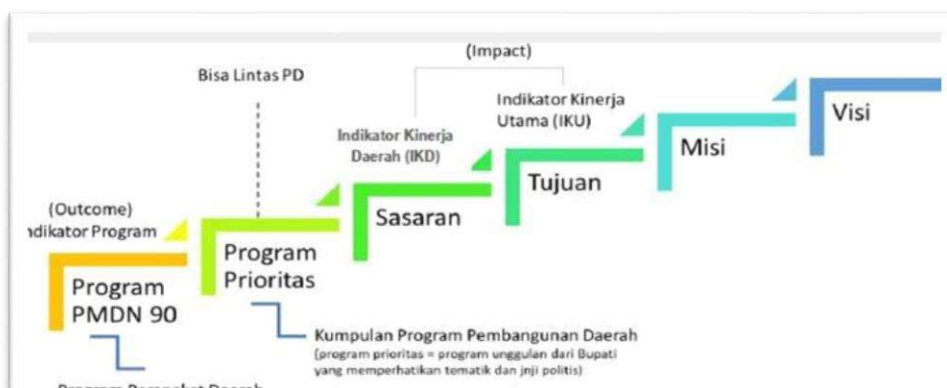 (Impact)
Bisa Lintas PD
Indikator Kinerja
Utama (IKU)
Visi
Indikator Kinerja
Daerah (IKD)
Misi
Tujuan
Sasaran
(Outcome)
ndikator Program
Program
Prioritas
Program
PMDN 90
Kumpulan Program Pembangunan Daerah
(program prioritas = program unggulan dari Bupati
yang memperhatikan tematik dan jnji politis)